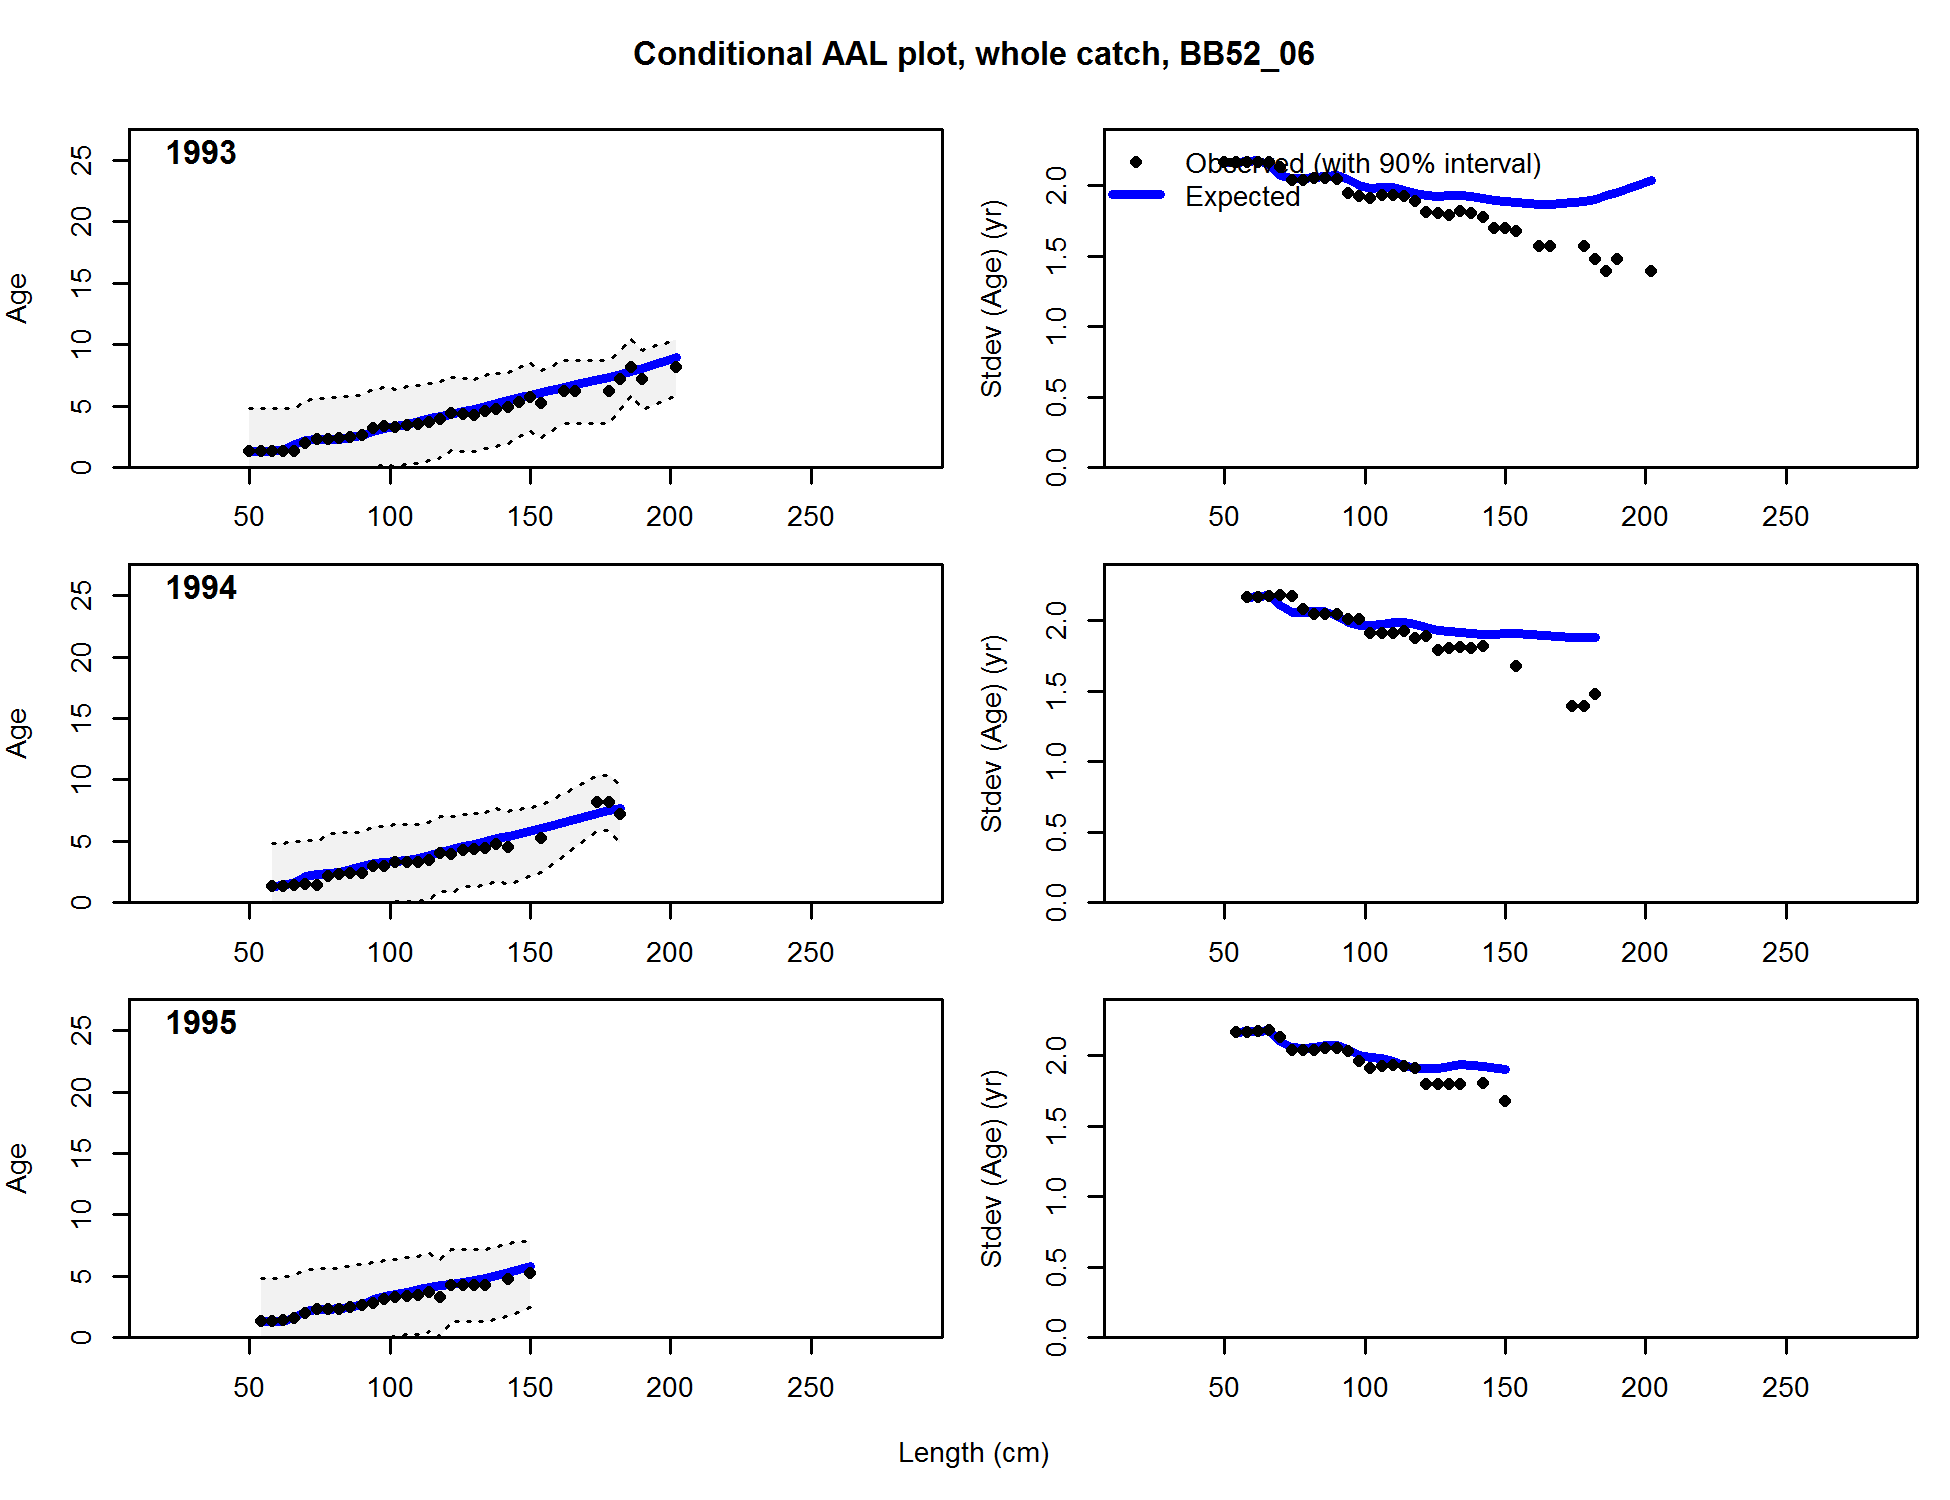 Conditional AAL plot, whole catch, BB52_06
1993
Age
0 5 10 15 20 25
50 100 150 200 250
Observed (with 90% interval)
Expected
Stdev (Age) (yr)
0.0 0.5 1.0 1.5 2.0
50 100 150 200 250
1994
Age
0 5 10 15 20 25
50 100 150 200 250
Stdev (Age) (yr)
0.0 0.5 1.0 1.5 2.0
50 100 150 200 250
1995
Age
0 5 10 15 20 25
50 100 150 200 250
Stdev (Age) (yr)
0.0 0.5 1.0 1.5 2.0
50 100 150 200 250
Length (cm)